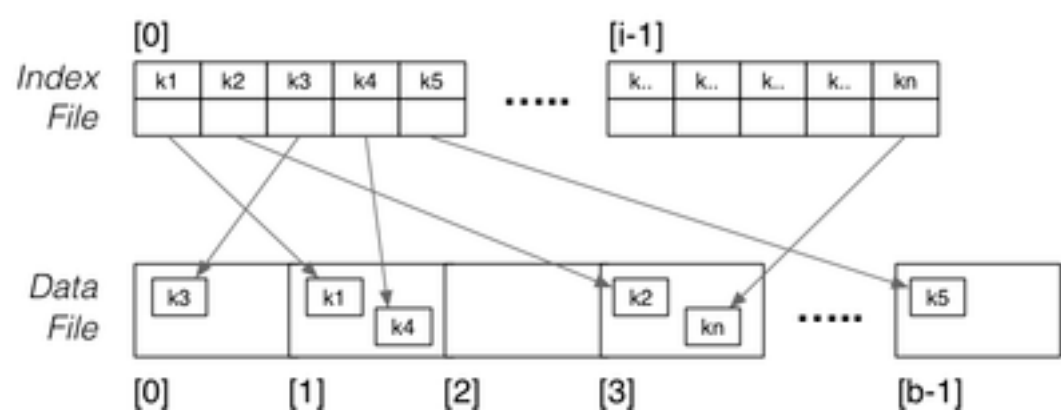 [0] [i-1]
Index File
k1 k2 k3 k4 k5 ..... k.. k.. k.. k.. kn
Data File
k3 k1 k4 k2 kn ..... k5
[0] [1] [2] [3] [b-1]